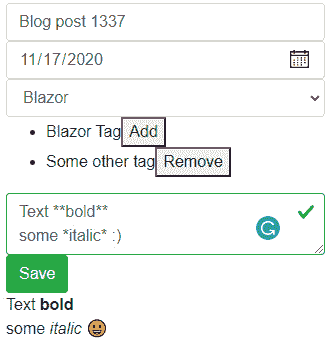 Blog post 1337
11/17/2020
Blazor
Blazor Tag Add
Some other tag Remove
Text **bold**
some *italic* :)
Save
Text bold
some italic 😀